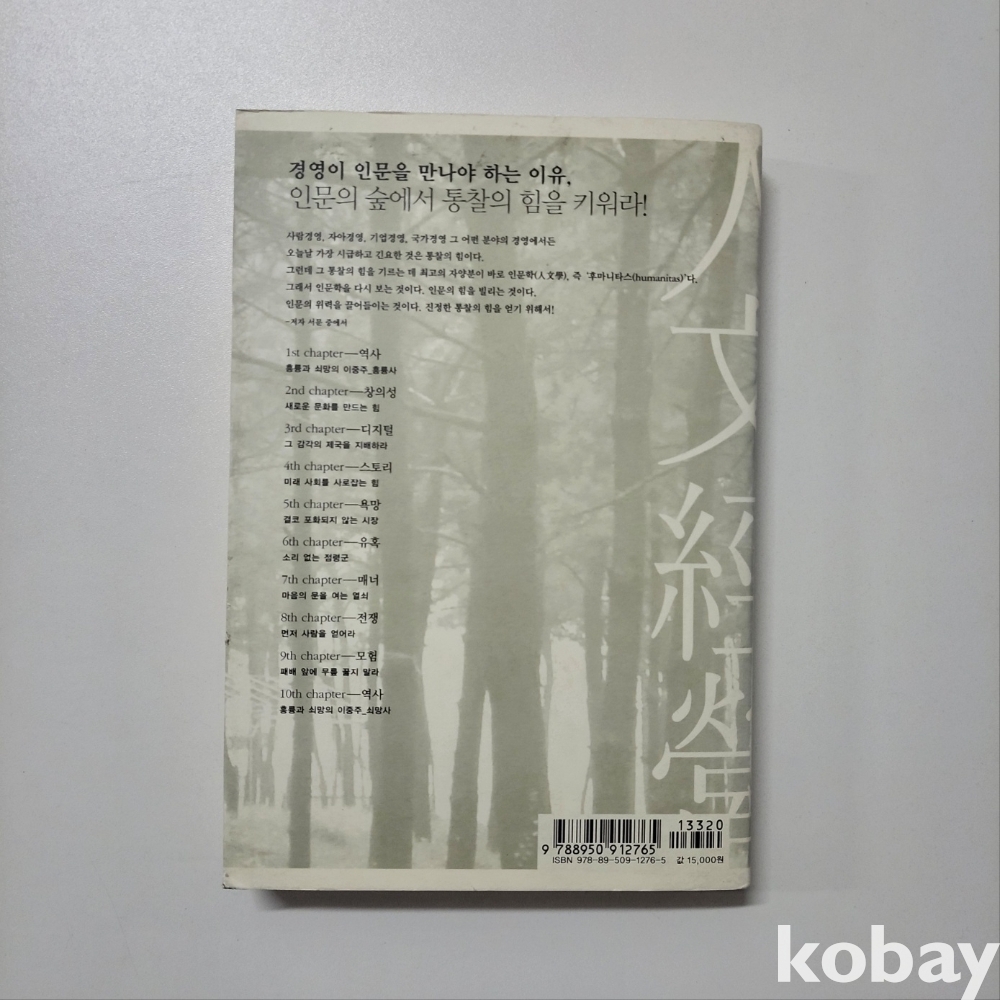 경영이 인문을 만나야 하는 이유,
인문의 숲에서 통찰의 힘을 키워라!
사람경영, 자아경영, 기업경영, 국가경영 그 어떤 분야의 경영에서든
오늘날 가장 시급하고 긴요한 것은 통찰의 힘이다.
그런데 그 통찰의 힘을 기르는 데 최고의 자양분이 바로 인문학(人文學), 즉 '후마니타스(humanitas)'다.
그래서 인문학을 다시 보는 것이다. 인문의 힘을 빌리는 것이다.
인문의 위력을 끌어들이는 것이다. 진정한 통찰의 힘을 얻기 위해서!
-저자 서문 중에서
1st chapter—역사
흥륭과 쇠망의 이중주_흥륭사
2nd chapter—창의성
새로운 문화를 만드는 힘
3rd chapter—디지털
그 감각의 제국을 지배하라
4th chapter—스토리
미래 사회를 사로잡는 힘
5th chapter—욕망
결코 포화되지 않는 시장
6th chapter—유혹
소리 없는 점령군
7th chapter—매너
마음의 문을 여는 열쇠
8th chapter—전쟁
먼저 사람을 얻어라
9th chapter—모험
패배 앞에 무릎 꿇지 말라
10th chapter—역사
흥륭과 쇠망의 이중주_쇠망사
人文經營
13320
9 788950 912765
ISBN 978-89-509-1276-5 값 15,000원
kobay